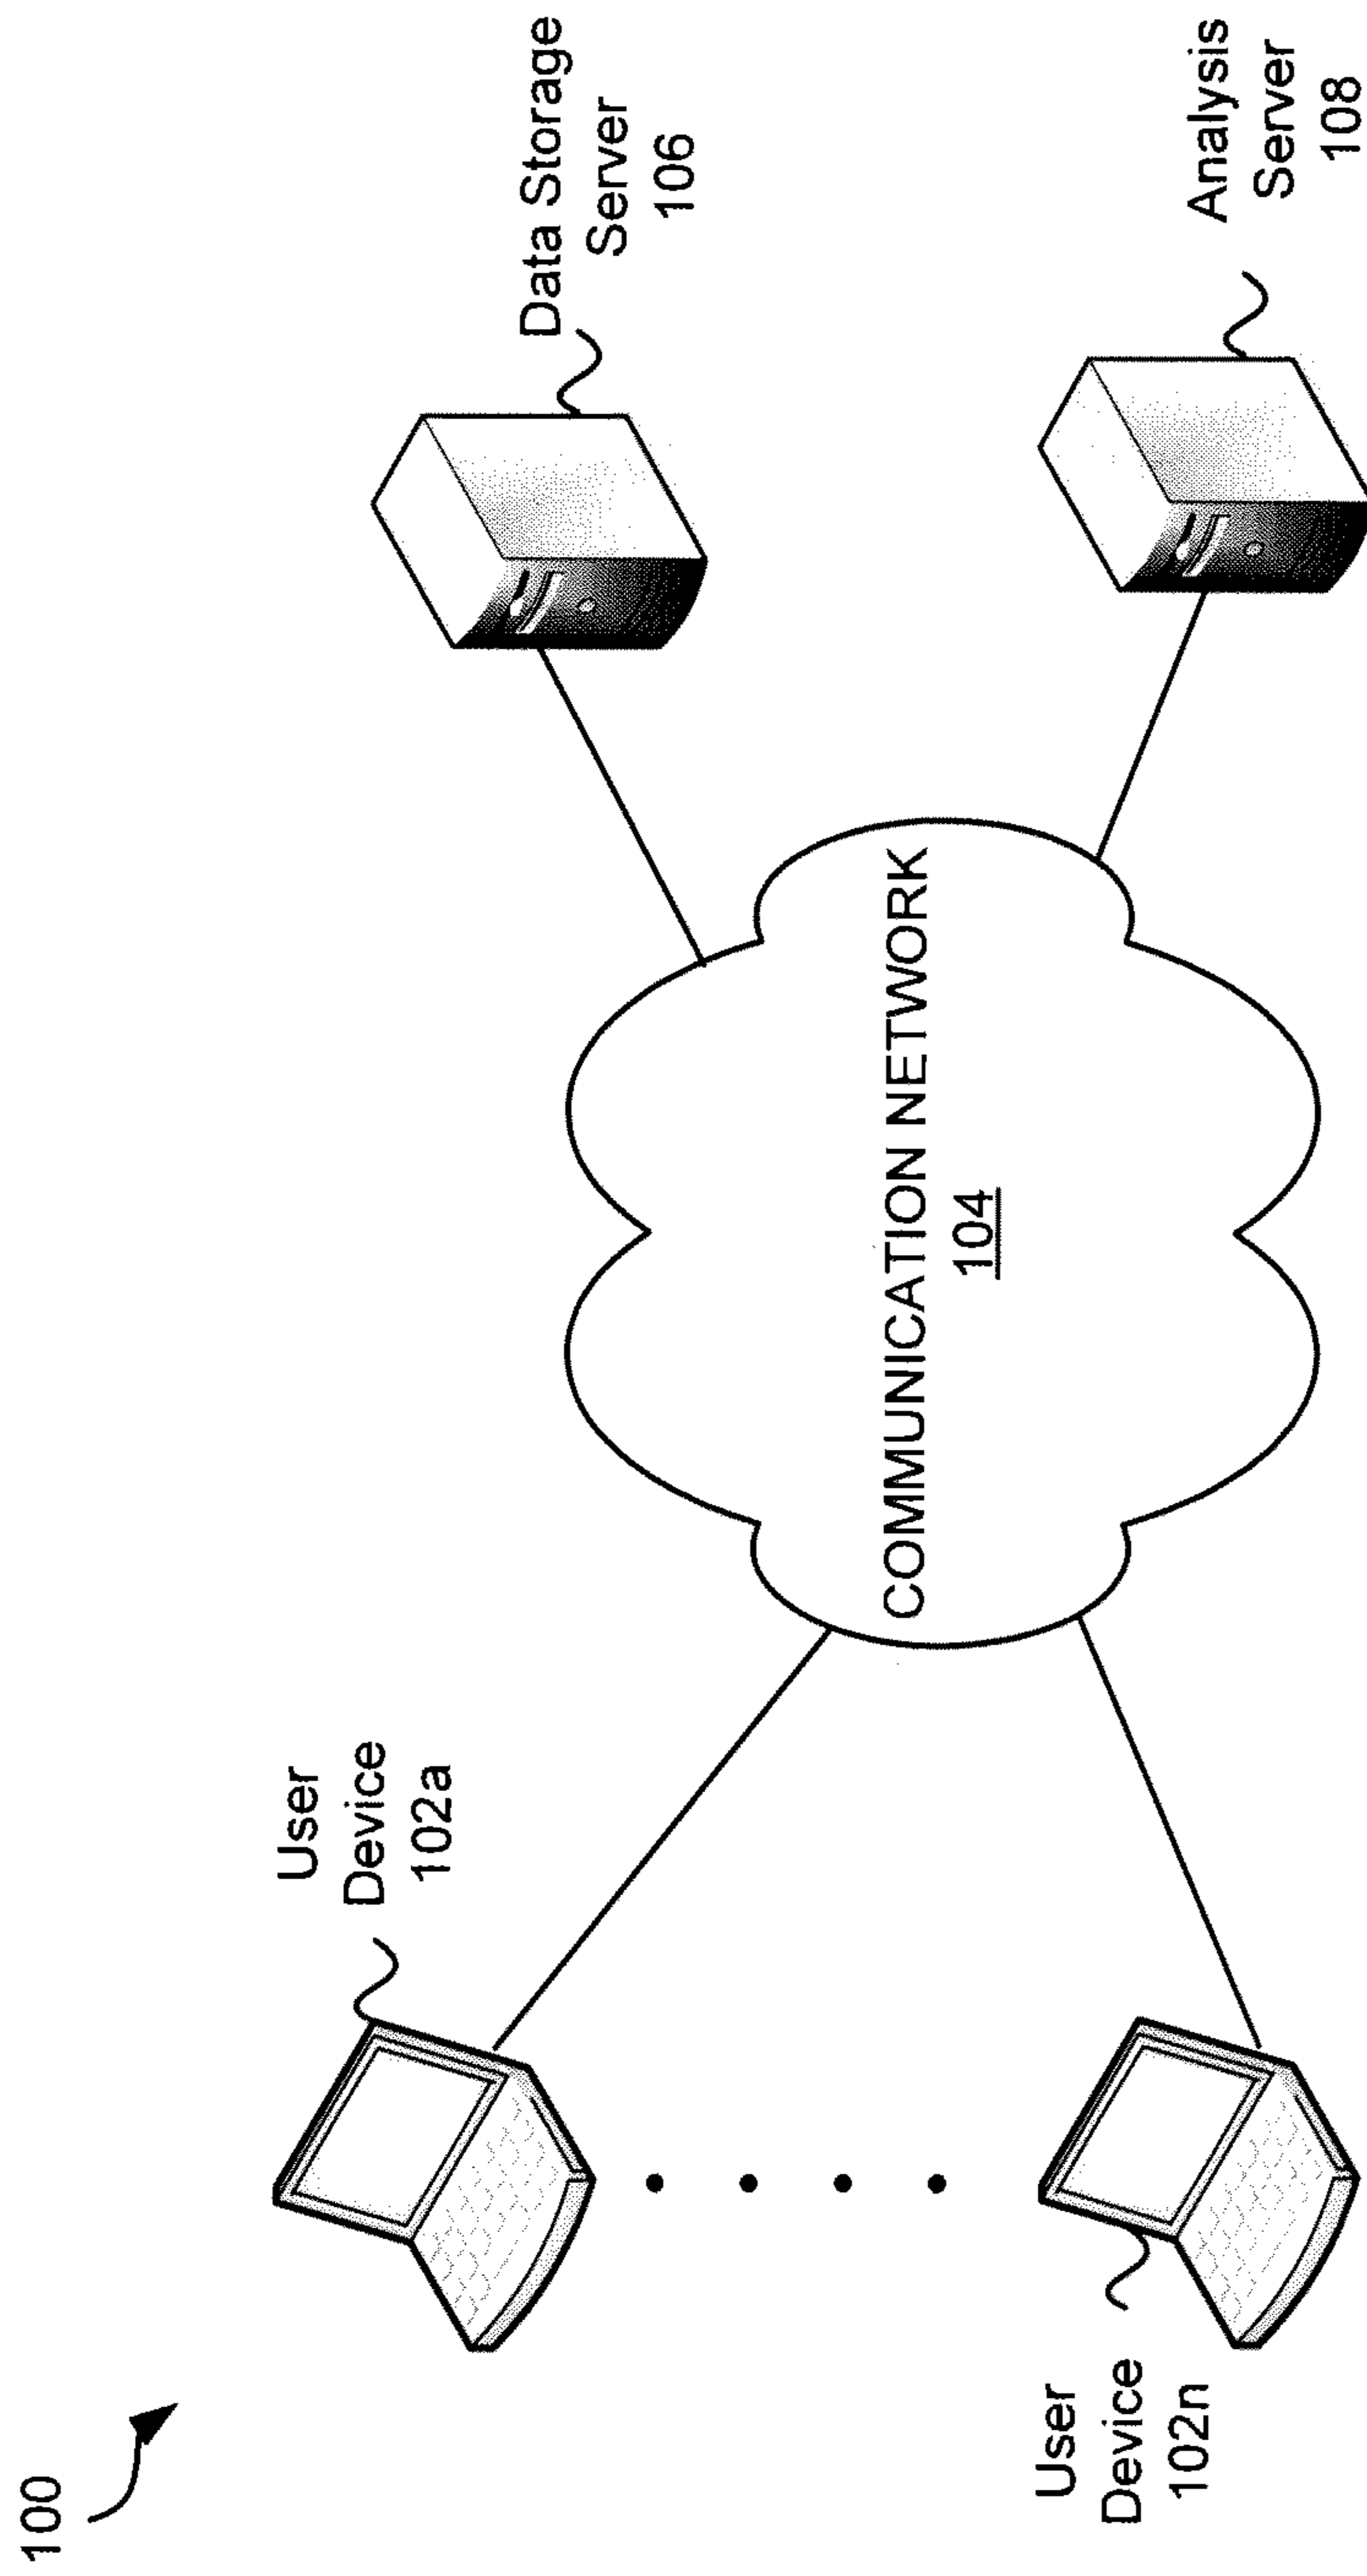 100
User
Device
102a
User
Device
102n
COMMUNICATION NETWORK
104
Data Storage
Server
106
Analysis
Server
108